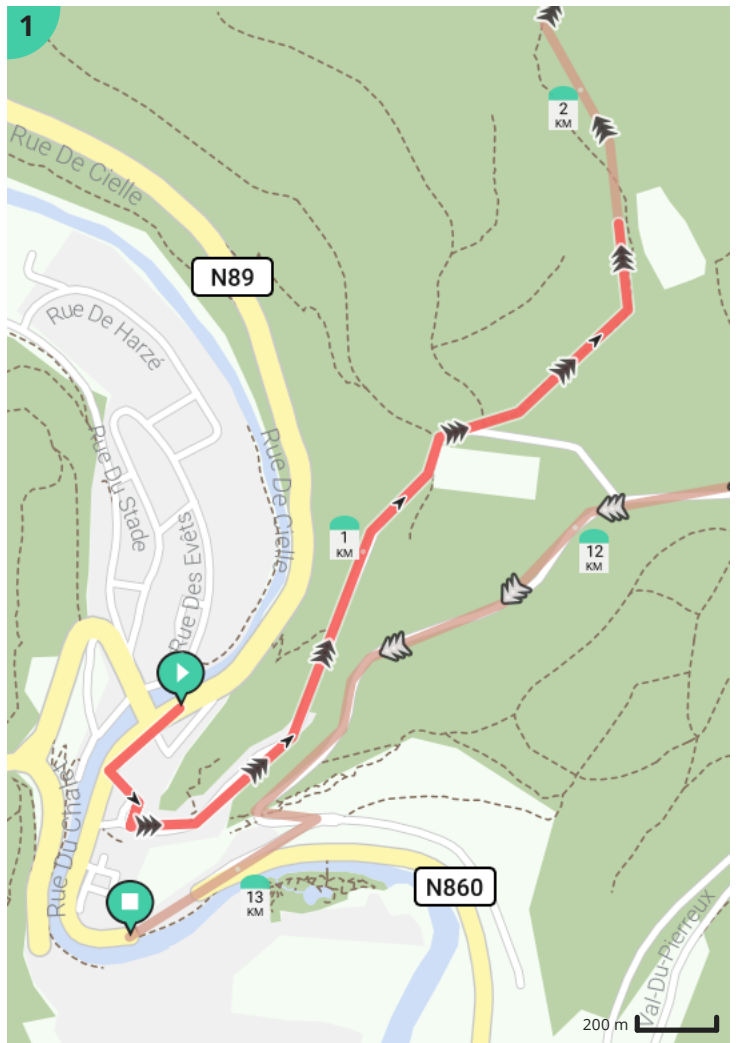 1
Rue De Cielle
2
KM
N89
Rue De Harzé
Rue De Cielle
Rue Du Stade
1
KM
12
KM
Rue Des Evêts
Rue Du Chalet
N860
13
KM
Val-Du-Pierreux
200 m